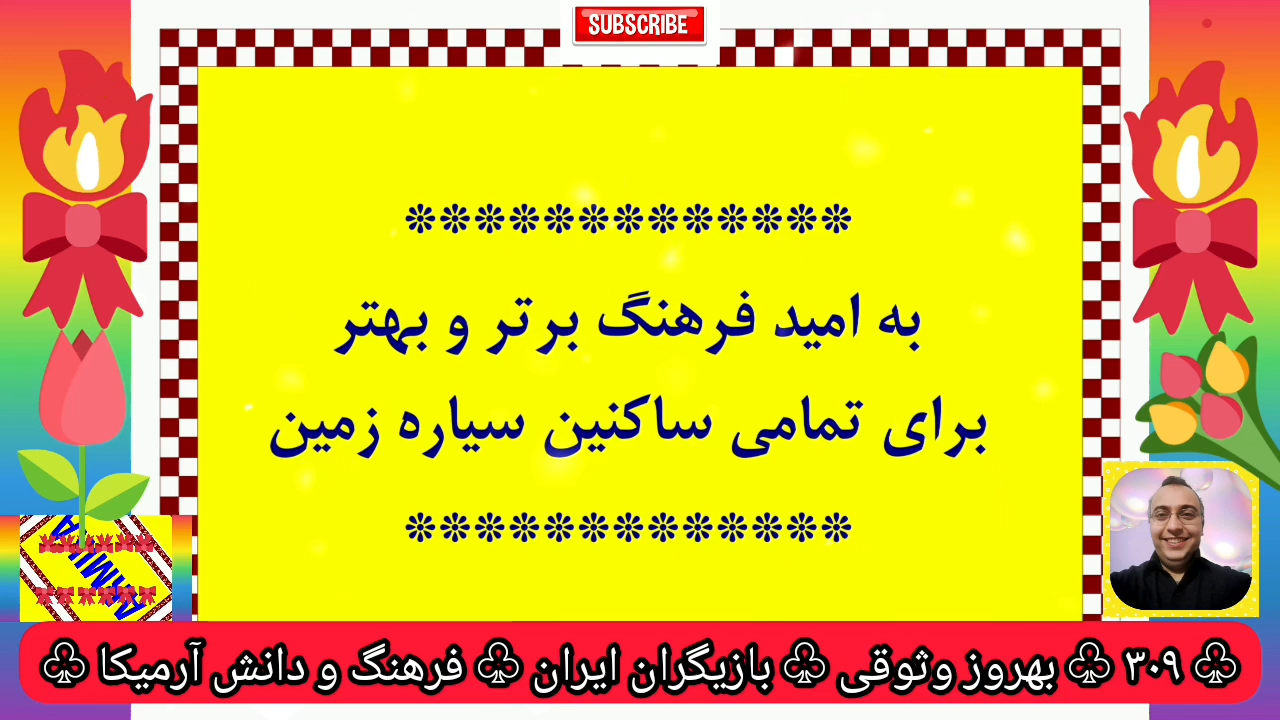 SUBSCRIBE
❊❊❊❊❊❊❊❊❊❊❊❊❊
به امید فرهنگ برتر و بهتر
برای تمامی ساکنین سیاره زمین
❊❊❊❊❊❊❊❊❊❊❊❊❊
♧ ۳۰۹ ♧ بهروز وثوقی ♧ بازیگران ایران ♧ فرهنگ و دانش آرمیکا ♧